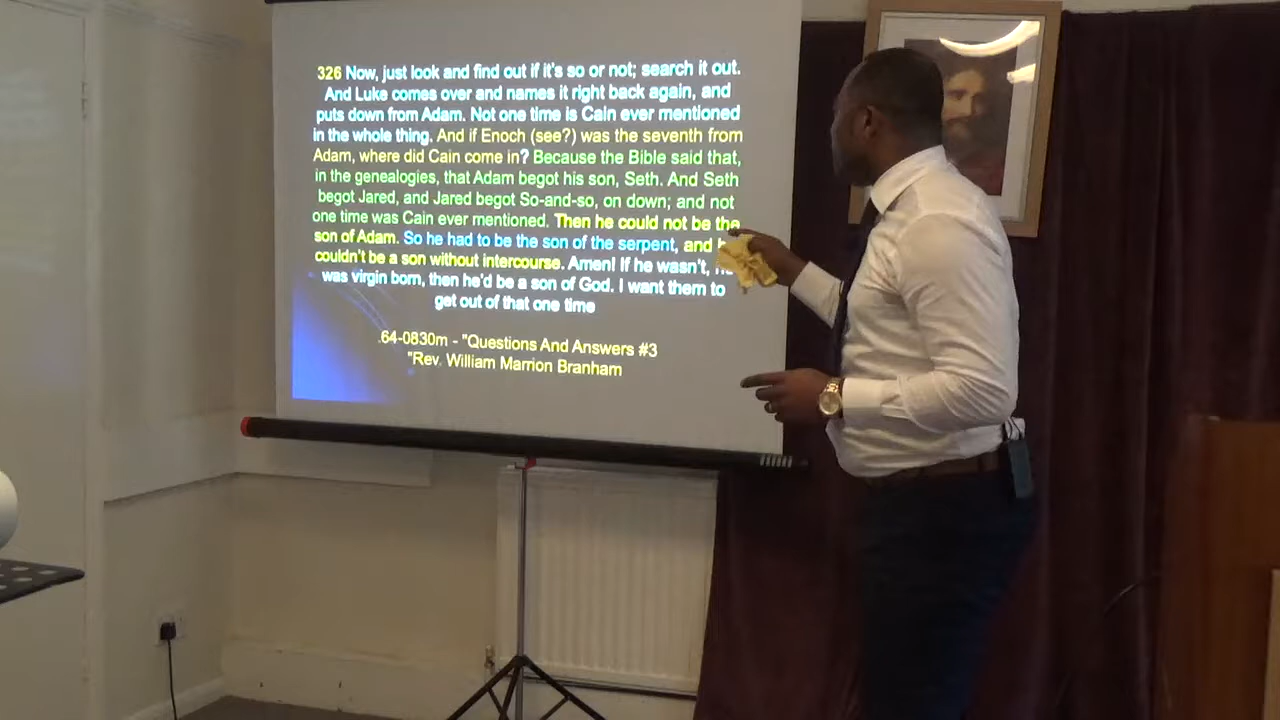 326 Now, just look and find out if it's so or not; search it out.
And Luke comes over and names it right back again, and
puts down from Adam. Not one time is Cain ever mentioned
in the whole thing. And if Enoch (see?) was the seventh from
Adam, where did Cain come in? Because the Bible said that,
in the genealogies, that Adam begot his son, Seth. And Seth
begot Jared, and Jared begot So-and-so, on down; and not
one time was Cain ever mentioned. Then he could not be the
son of Adam. So he had to be the son of the serpent, and
couldn't be a son without intercourse. Amen! If he wasn't,
was virgin born, then he'd be a son of God. I want them to
get out of that one time
.64-0830m - "Questions And Answers #3
"Rev. William Marrion Branham